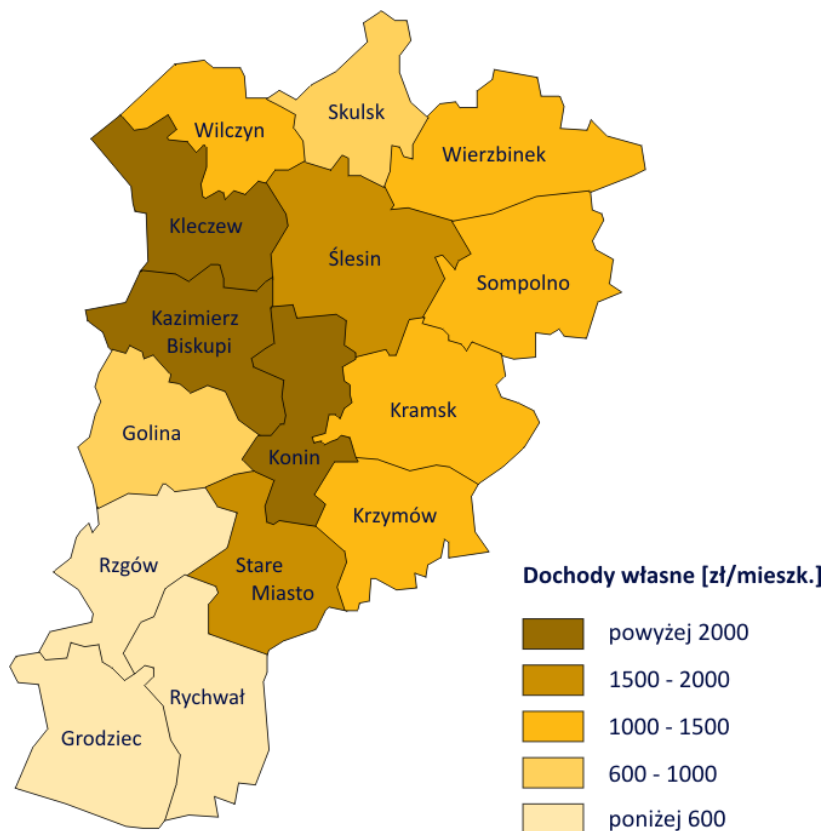 Skulsk
Wilczyn
Wierzbinek
Kleczew
Ślesin
Sompolno
Kazimierz
Biskupi
Kramsk
Golina
Konin
Krzymów
Rzgów
Stare
Miasto
Rychwał
Grodziec
Dochody własne [zł/mieszk.]
powyżej 2000
1500 - 2000
1000 - 1500
600 - 1000
poniżej 600